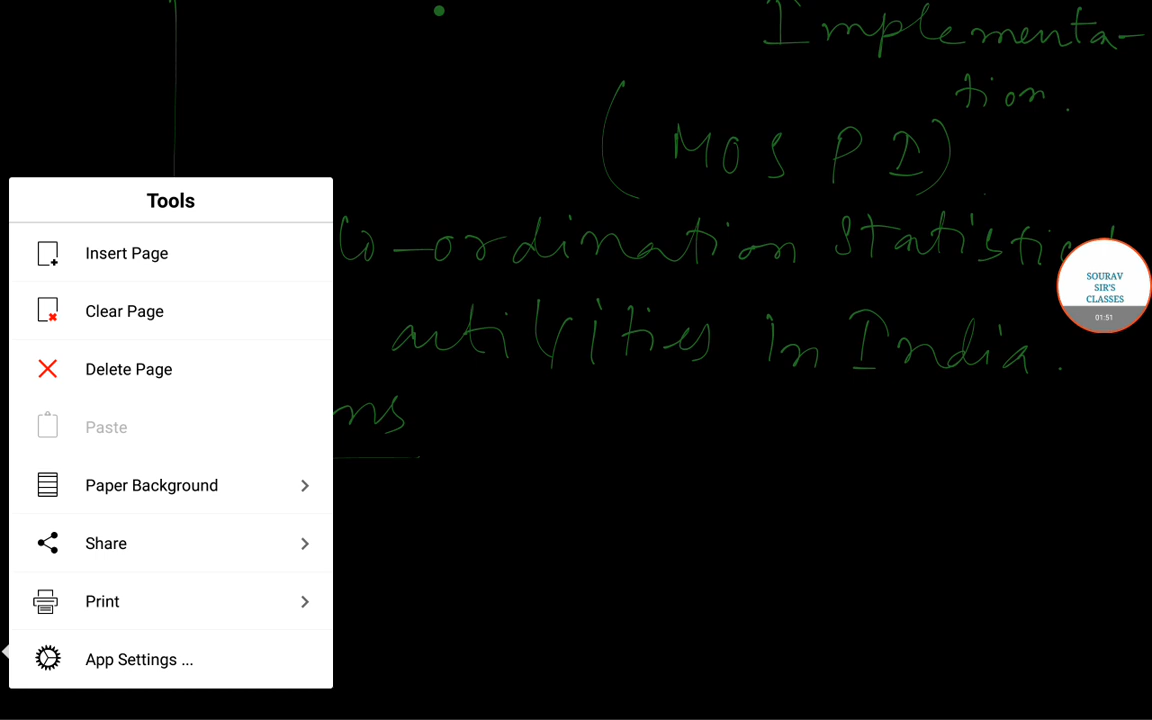 Implementa-
tion.
(MOSPI)
Co-ordination Statistical
activities in India.
ns
Tools
Insert Page
Clear Page
Delete Page
Paste
Paper Background
Share
Print
App Settings ...
SOURAV
SIR'S
CLASSES
01:51